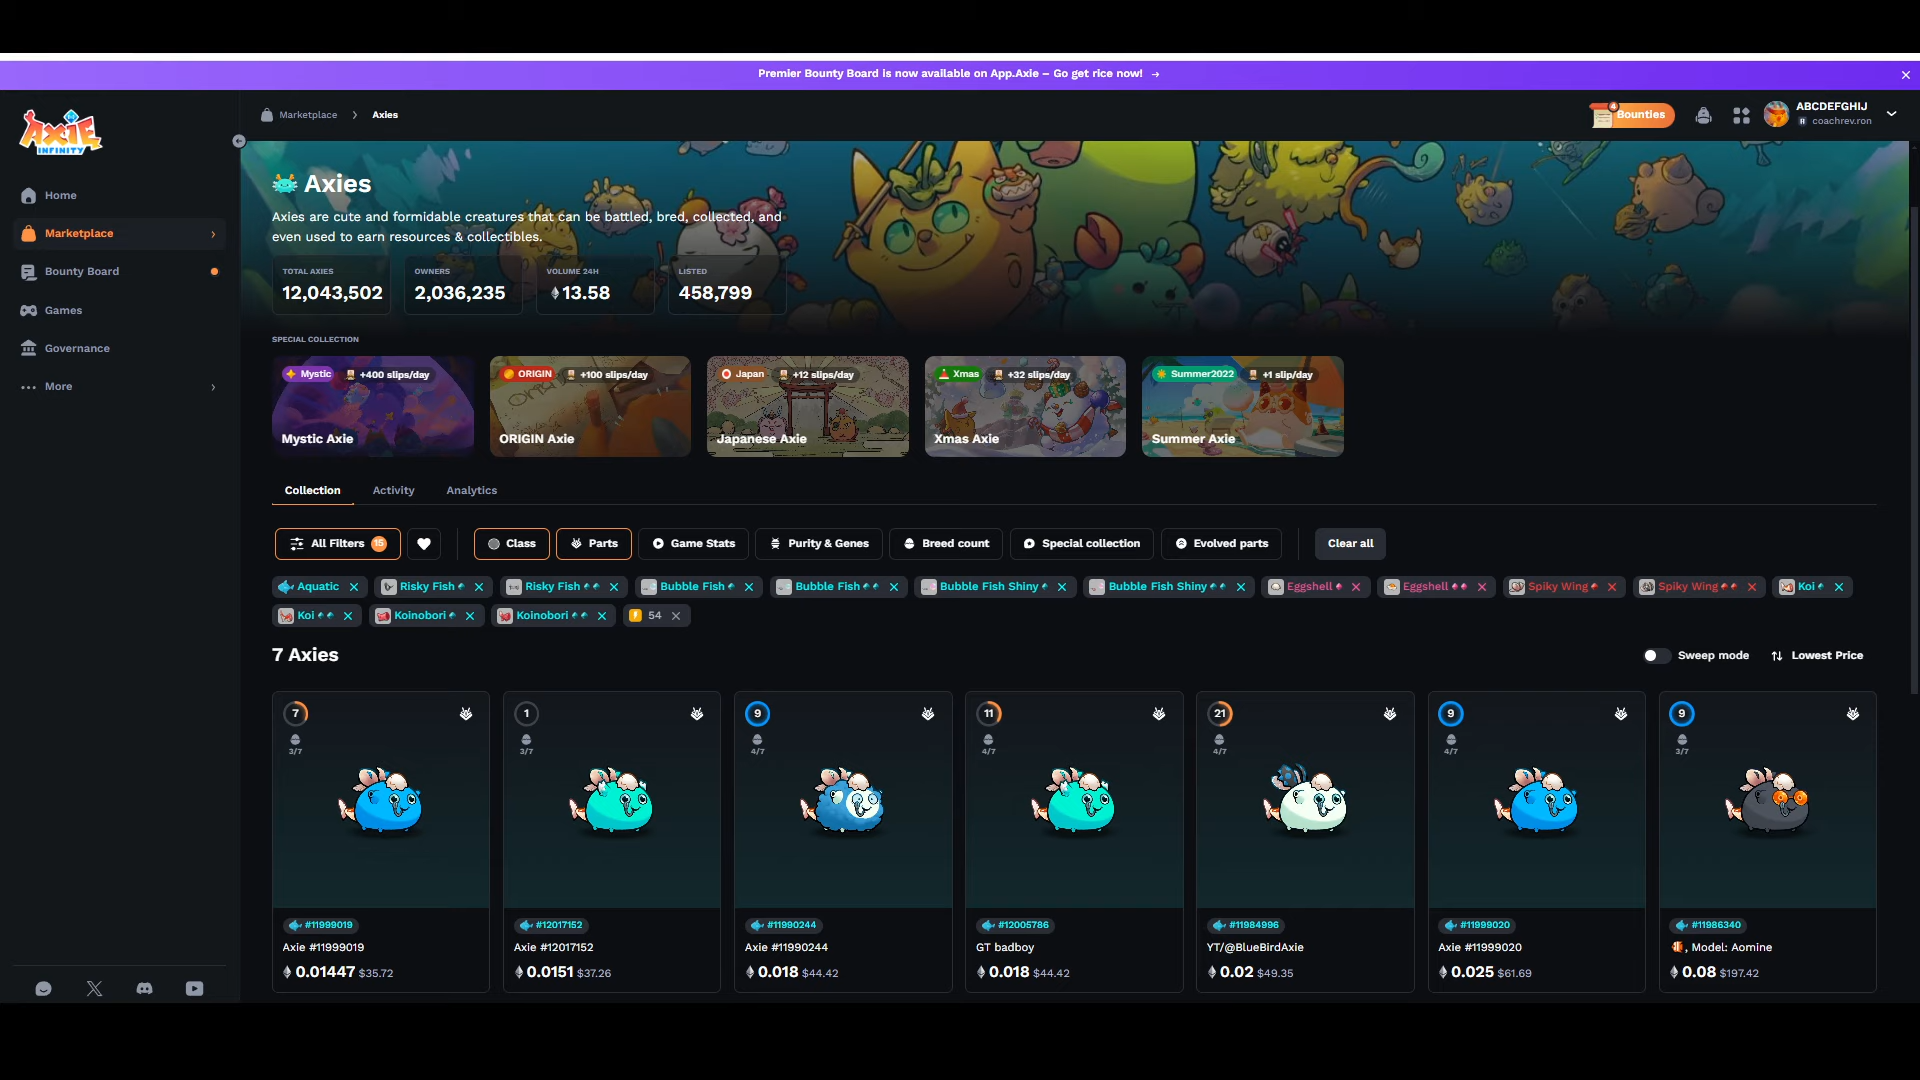 Premier Bounty Board is now available on App.Axie – Go get rice now! →
AXIE
INFINITY
Home
Marketplace
Bounty Board
Games
Governance
More
Marketplace > Axies
4
Bounties
ABCDEFGHIJ
coachrev.ron
Axies
Axies are cute and formidable creatures that can be battled, bred, collected, and
even used to earn resources & collectibles.
TOTAL AXIES
12,043,502
OWNERS
2,036,235
VOLUME 24H
13.58
LISTED
458,799
SPECIAL COLLECTION
Mystic +400 slips/day
Mystic Axie
ORIGIN +100 slips/day
ORIGIN Axie
Japan +12 slips/day
Japanese Axie
Xmas +32 slips/day
Xmas Axie
Summer2022 +1 slip/day
Summer Axie
Collection Activity Analytics
All Filters 15 Class Parts Game Stats Purity & Genes Breed count Special collection Evolved parts Clear all
Aquatic Risky Fish Risky Fish Bubble Fish Bubble Fish Bubble Fish Shiny Bubble Fish Shiny Eggshell Eggshell Spiky Wing Spiky Wing Koi
Koi Koinobori Koinobori 54
7 Axies
Sweep mode Lowest Price
7
3/7
#11999019
Axie #11999019
0.01447 $35.72
1
3/7
#12017152
Axie #12017152
0.0151 $37.26
9
4/7
#11990244
Axie #11990244
0.018 $44.42
11
4/7
#12005786
GT badboy
0.018 $44.42
21
4/7
#11984996
YT/@BlueBirdAxie
0.02 $49.35
9
4/7
#11999020
Axie #11999020
0.025 $61.69
9
3/7
#11986340
, Model: Aomine
0.08 $197.42